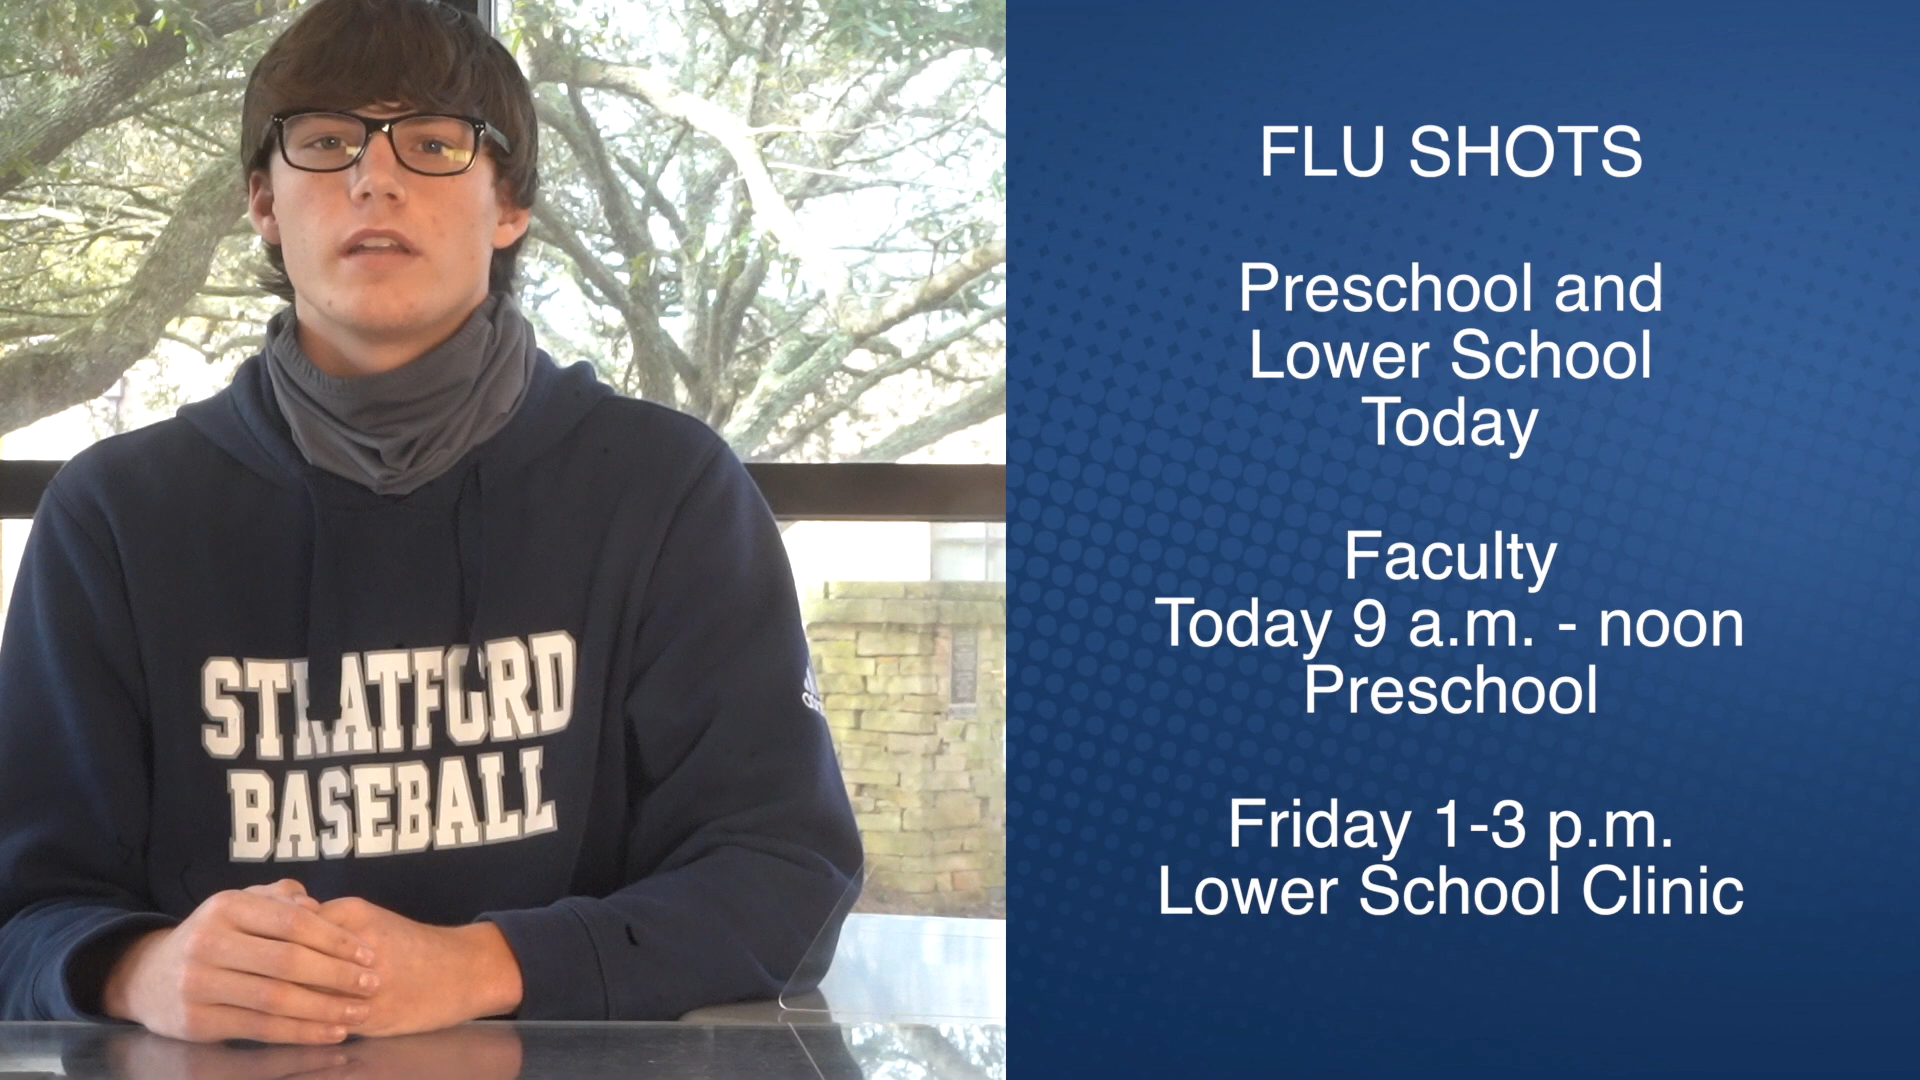 STRATFORD
BASEBALL
FLU SHOTS
Preschool and
Lower School
Today
Faculty
Today 9 a.m. - noon
Preschool
Friday 1-3 p.m.
Lower School Clinic